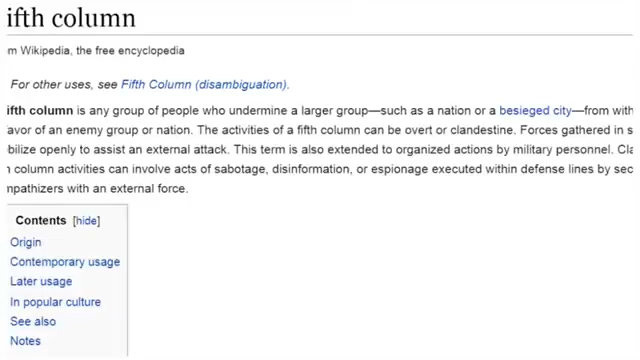 ifth column
m Wikipedia, the free encyclopedia
For other uses, see Fifth Column (disambiguation).
ifth column is any group of people who undermine a larger group—such as a nation or a besieged city—from with
avor of an enemy group or nation. The activities of a fifth column can be overt or clandestine. Forces gathered in s
bilize openly to assist an external attack. This term is also extended to organized actions by military personnel. Cla
n column activities can involve acts of sabotage, disinformation, or espionage executed within defense lines by sec
mpathizers with an external force.
Contents [hide]
Origin
Contemporary usage
Later usage
In popular culture
See also
Notes